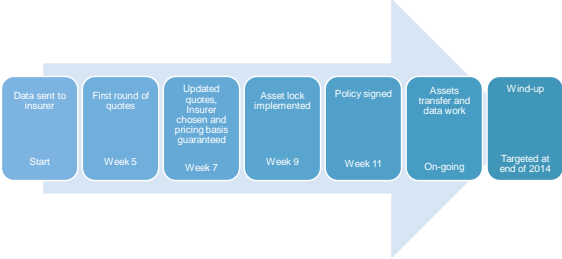 Data sent to
insurer
Start
First round of
quotes
Week 5
Updated
quotes,
Insurer
chosen and
pricing basis
guaranteed
Week 7
Asset lock
implemented
Week 9
Policy signed
Week 11
Assets
transfer and
data work
On-going
Wind-up
Targeted at
end of 2014